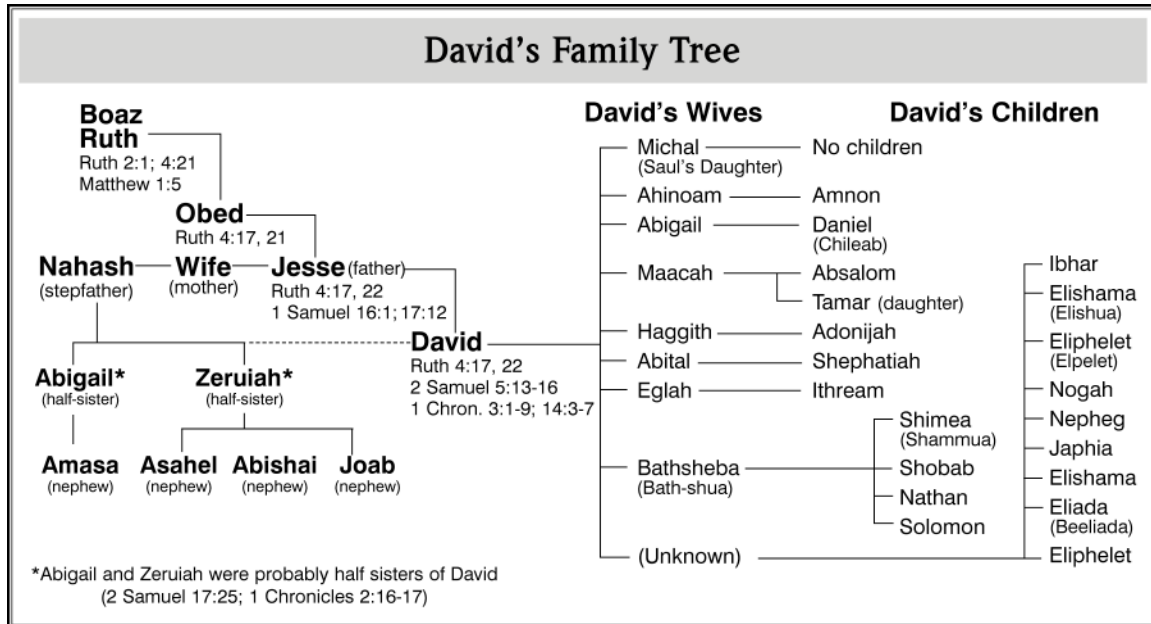 David's Family Tree
Boaz
Ruth
Ruth 2:1; 4:21
Matthew 1:5
Obed
Ruth 4:17, 21
Nahash
(stepfather)
Wife
(mother)
Jesse (father)
Ruth 4:17, 22
1 Samuel 16:1; 17:12
David
Ruth 4:17, 22
2 Samuel 5:13-16
1 Chron. 3:1-9; 14:3-7
Abigail*
(half-sister)
Zeruiah*
(half-sister)
Amasa
(nephew)
Asahel
(nephew)
Abishai
(nephew)
Joab
(nephew)
*Abigail and Zeruiah were probably half sisters of David
(2 Samuel 17:25; 1 Chronicles 2:16-17)
David's Wives
David's Children
Michal
(Saul's Daughter)
No children
Ahinoam
Amnon
Abigail
Daniel
(Chileab)
Maacah
Absalom
Tamar (daughter)
Haggith
Adonijah
Abital
Shephatiah
Eglah
Ithream
Bathsheba
(Bath-shua)
Shimea
(Shammua)
Shobab
Nathan
Solomon
(Unknown)
Ibhar
Elishama
(Elishua)
Eliphelet
(Elpelet)
Nogah
Nepheg
Japhia
Elishama
Eliada
(Beeliada)
Eliphelet